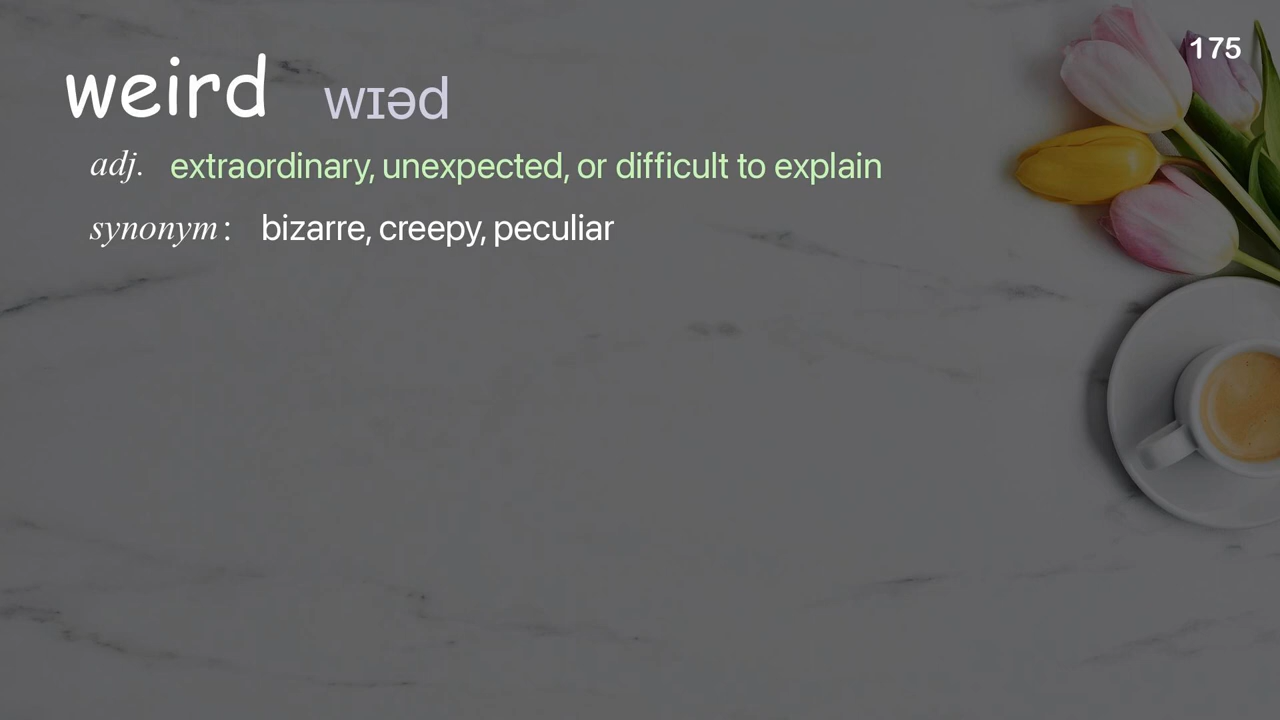 175
weird wɪəd
adj. extraordinary, unexpected, or difficult to explain
synonym: bizarre, creepy, peculiar